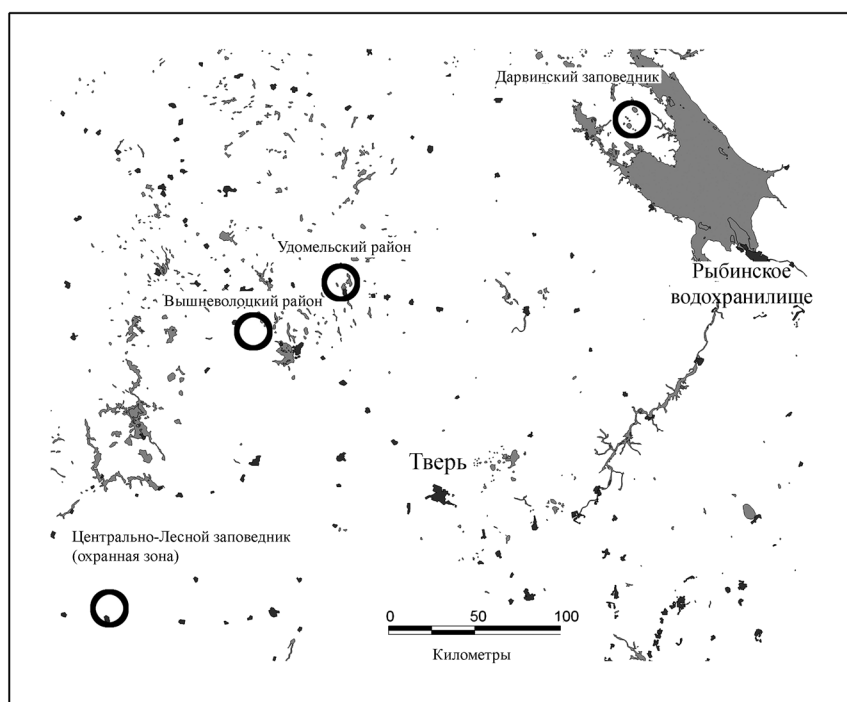 Дарвинский заповедник
Удомельский район
Вышневолоцкий район
Рыбинское
водохранилище
Тверь
Центрально-Лесной заповедник
(охранная зона)
0 50 100
Километры